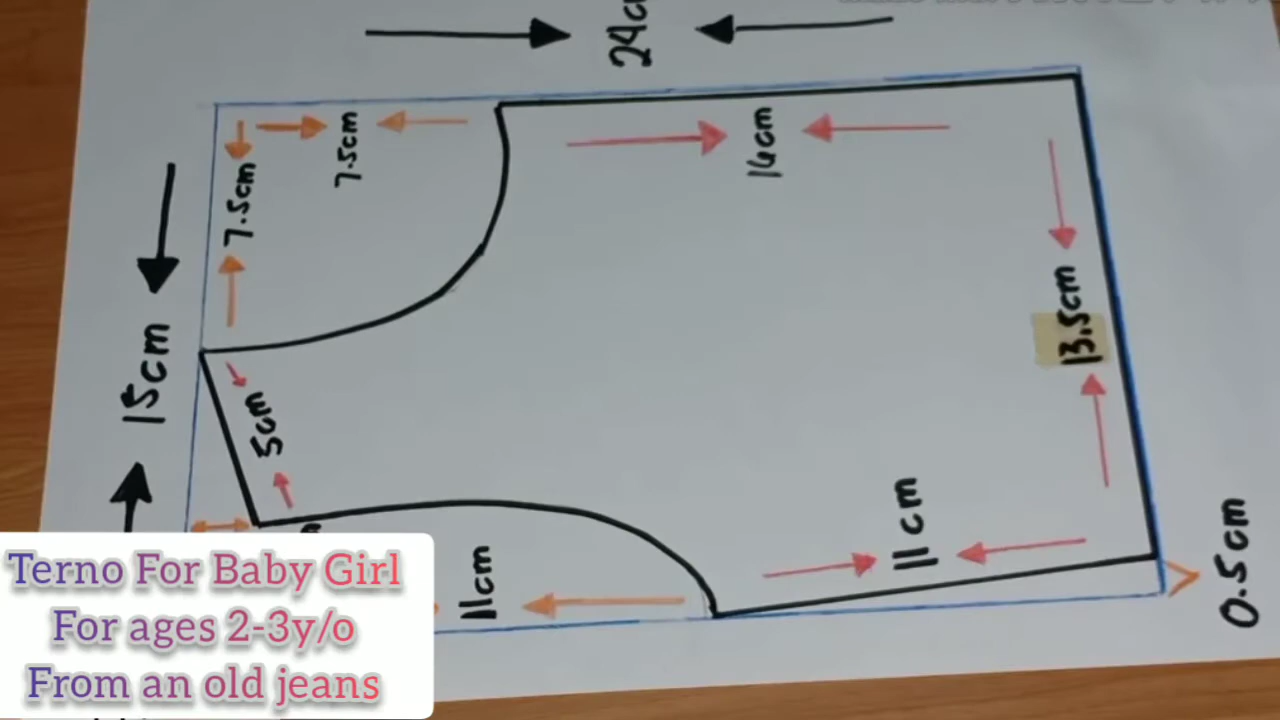 24c
7.5cm
7.5cm
16cm
15cm
5cm
13.5cm
11cm
11cm
0.5cm
Terno For Baby Girl
For ages 2-3y/o
From an old jeans